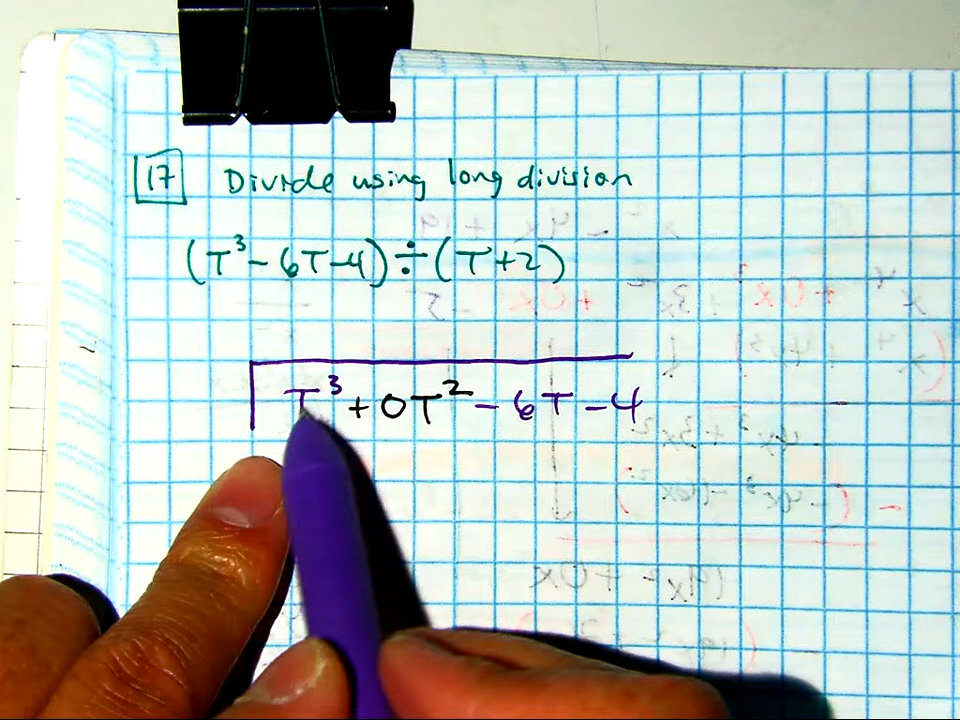 17 Divide using long division
(T³ - 6T - 4) ÷ (T + 2)
T³ + 0T² - 6T - 4